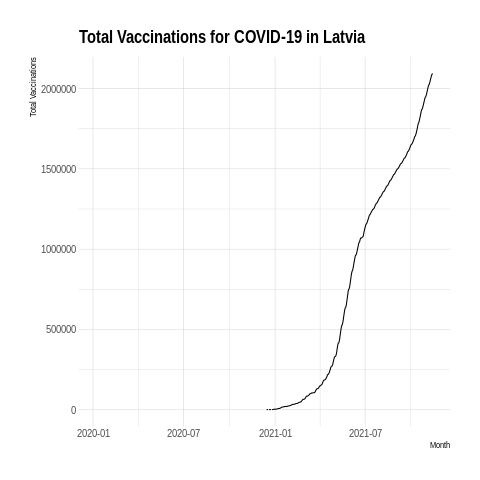 Total Vaccinations for COVID-19 in Latvia
Total Vaccinations
2000000
1500000
1000000
500000
0
2020-01 2020-07 2021-01 2021-07
Month